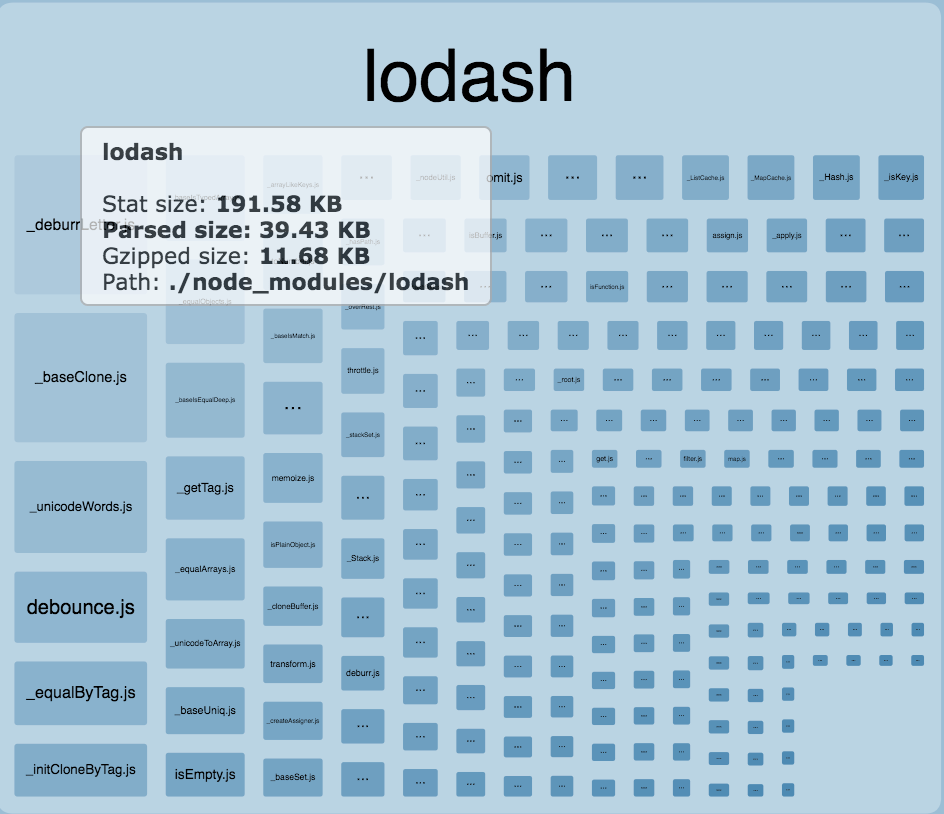 lodash
lodash
Stat size: 191.58 KB
Parsed size: 39.43 KB
Gzipped size: 11.68 KB
Path: ./node_modules/lodash
_arrayLikeKeys.js
...
_nodeUtil.js
omit.js
...
...
_ListCache.js
_MapCache.js
_Hash.js
_isKey.js
_deburrLetter.js
_hasPath.js
...
isBuffer.js
...
...
...
assign.js
_apply.js
...
...
_equalObjects.js
_overRest.js
isFunction.js
_baseClone.js
_baseIsMatch.js
throttle.js
_root.js
_baseIsEqualDeep.js
...
_stackSet.js
get.js
...
filter.js
map.js
_unicodeWords.js
_getTag.js
memoize.js
...
_equalArrays.js
isPlainObject.js
_Stack.js
debounce.js
_unicodeToArray.js
_cloneBuffer.js
...
_equalByTag.js
_baseUniq.js
transform.js
deburr.js
_createAssigner.js
...
_initCloneByTag.js
isEmpty.js
_baseSet.js
...